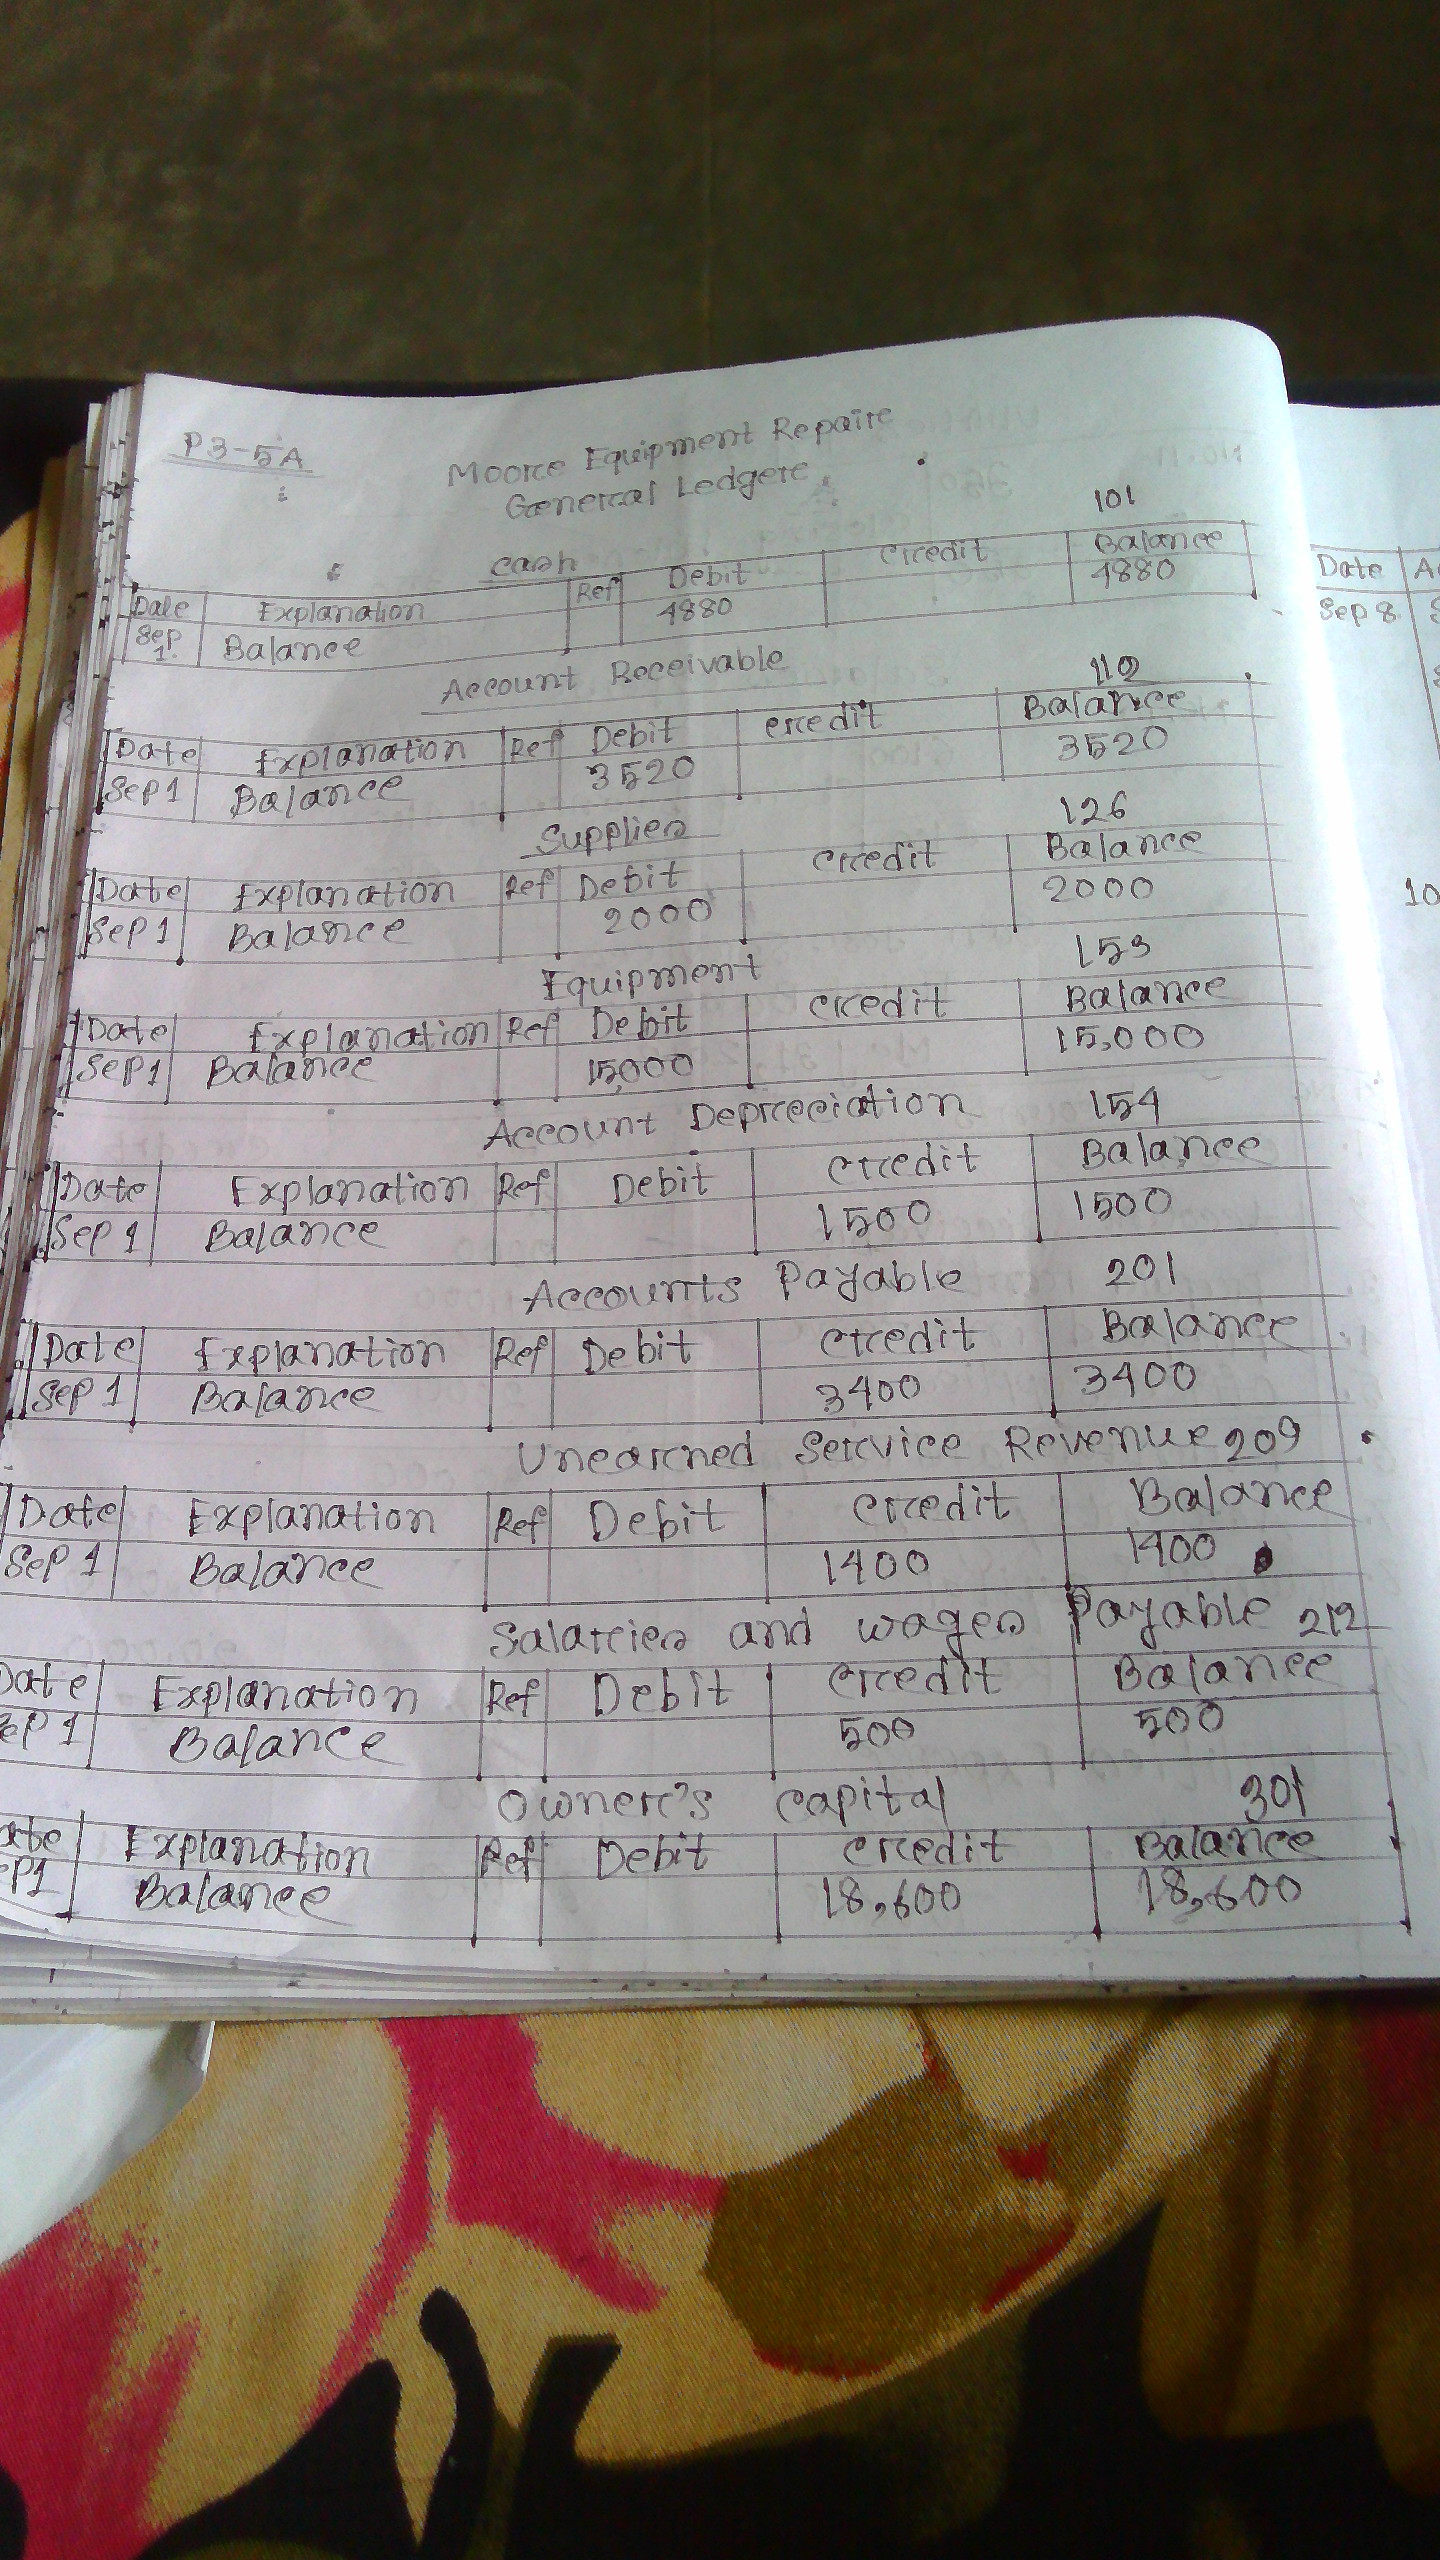 P3-5A
Moore Equipment Repair
General Ledger
Cash 101
Date Explanation Ref Debit Credit Balance
Sep 1. Balance 4880 4880
Account Receivable 112
Date Explanation Ref Debit Credit Balance
Sep 1 Balance 3520 3520
Supplies 126
Date Explanation Ref Debit Credit Balance
Sep 1 Balance 2000 2000
Equipment 153
Date Explanation Ref Debit Credit Balance
Sep 1 Balance 15,000 15,000
Account Depreciation 154
Date Explanation Ref Debit Credit Balance
Sep 1 Balance 1500 1500
Accounts Payable 201
Date Explanation Ref Debit Credit Balance
Sep 1 Balance 3400 3400
Unearned Service Revenue 209
Date Explanation Ref Debit Credit Balance
Sep 1 Balance 1400 1400
Salaries and wages Payable 212
Date Explanation Ref Debit Credit Balance
ep 1 Balance 500 500
Owner's capital 301
ate Explanation Ref Debit Credit Balance
ep1 Balance 18,600 18,600
Date
Sep 8
10